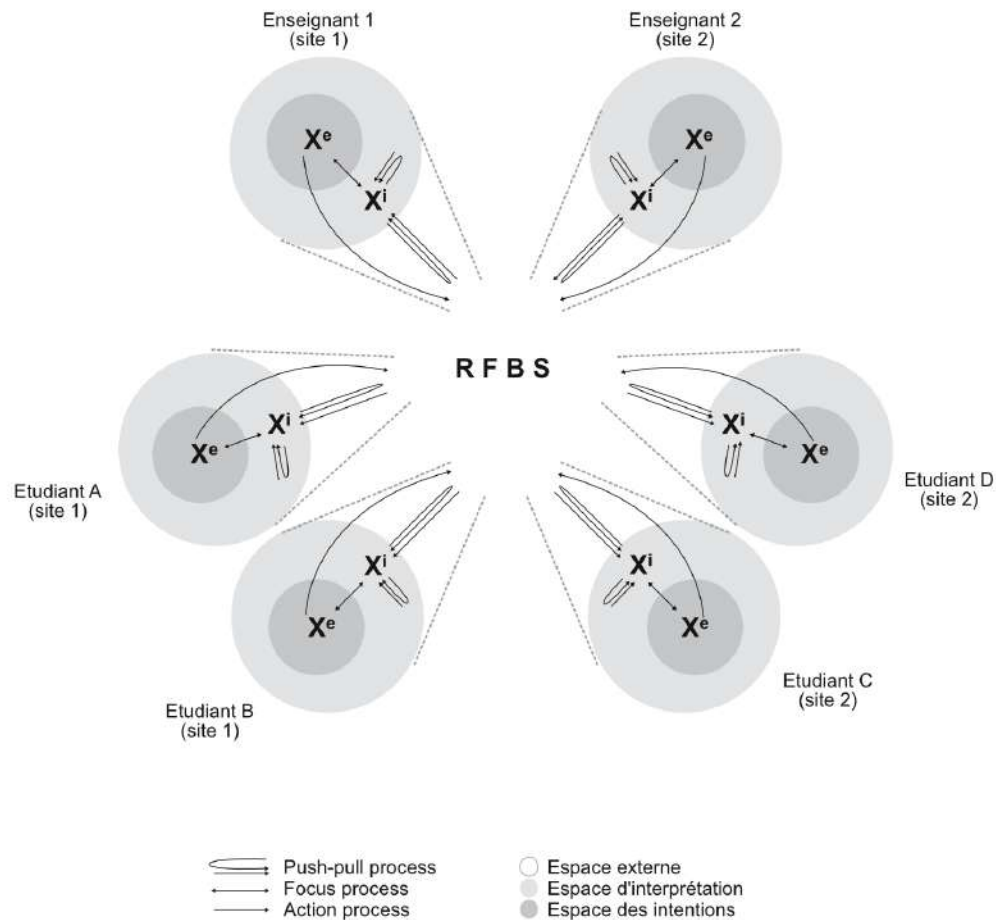 Enseignant 1
(site 1)
Enseignant 2
(site 2)
Xᵉ
Xᵉ
Xⁱ
Xⁱ
R F B S
Xⁱ
Xⁱ
Xᵉ
Xᵉ
Etudiant A
(site 1)
Etudiant D
(site 2)
Xⁱ
Xⁱ
Xᵉ
Xᵉ
Etudiant B
(site 1)
Etudiant C
(site 2)
Push-pull process
Focus process
Action process
Espace externe
Espace d'interprétation
Espace des intentions